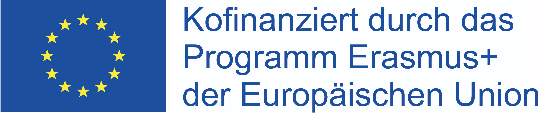 Kofinanziert durch das
Programm Erasmus+
der Europäischen Union